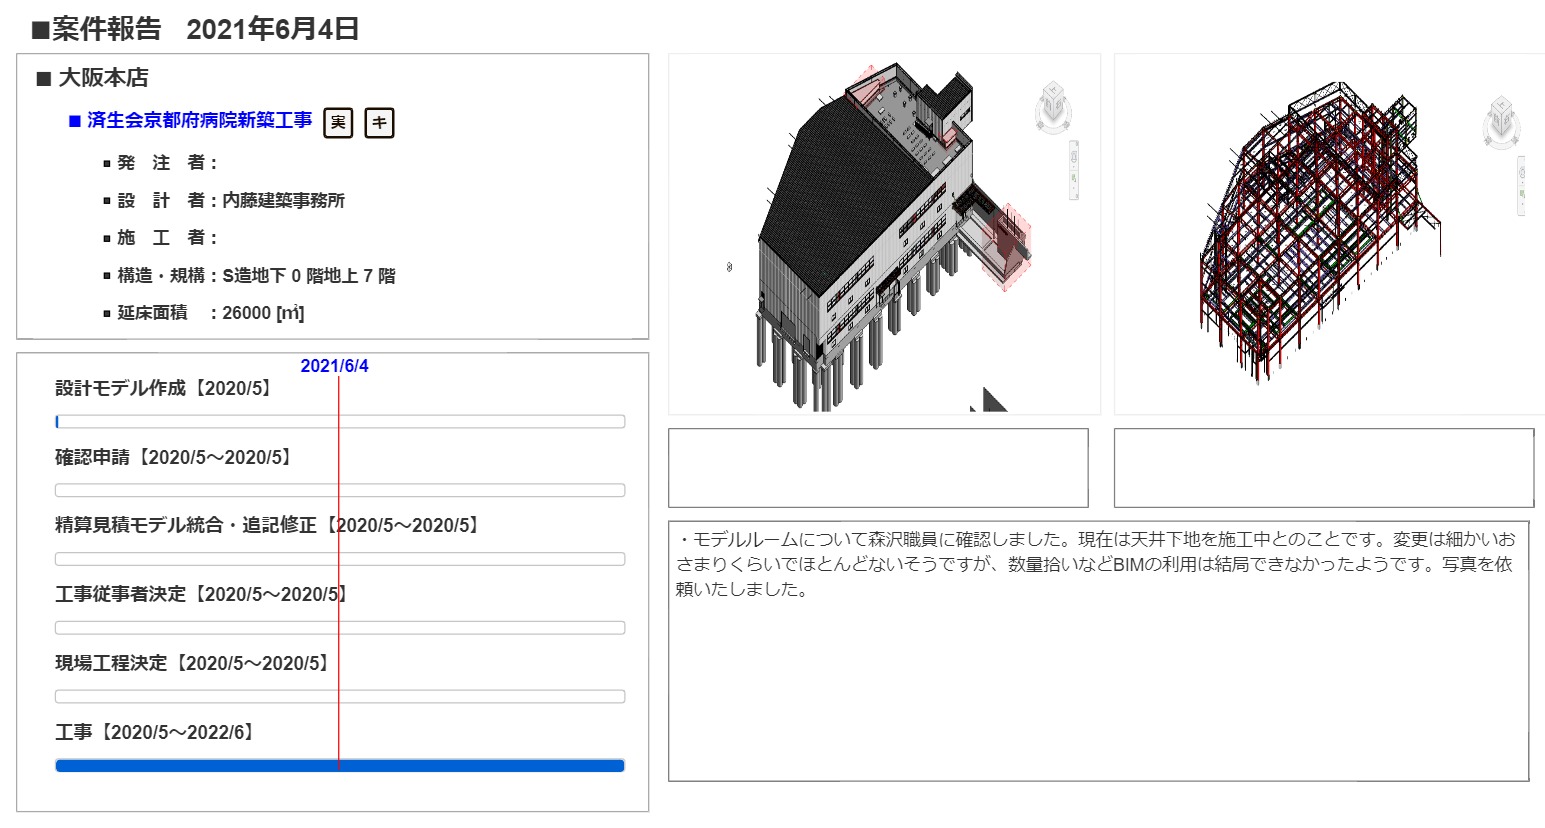 ■案件報告　2021年6月4日
■ 大阪本店
■ 済生会京都府病院新築工事 実 キ
▪ 発　注　者：
▪ 設　計　者：内藤建築事務所
▪ 施　工　者：
▪ 構造・規構：S造地下 0 階地上 7 階
▪ 延床面積　：26000 [㎡]
2021/6/4
設計モデル作成【2020/5】
確認申請【2020/5～2020/5】
精算見積モデル統合・追記修正【2020/5～2020/5】
工事従事者決定【2020/5～2020/5】
現場工程決定【2020/5～2020/5】
工事【2020/5～2022/6】
・モデルルームについて森沢職員に確認しました。現在は天井下地を施工中とのことです。変更は細かいお
さまりくらいでほとんどないそうですが、数量拾いなどBIMの利用は結局できなかったようです。写真を依
頼いたしました。